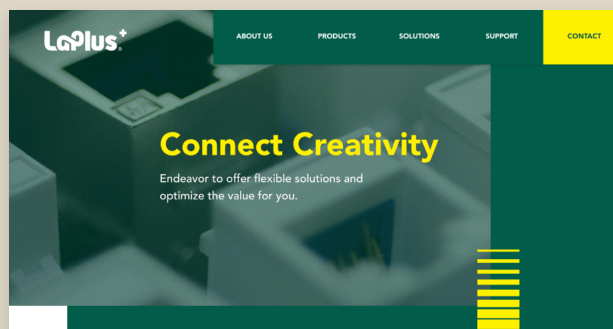 LaPlus+
ABOUT US
PRODUCTS
SOLUTIONS
SUPPORT
CONTACT
Connect Creativity
Endeavor to offer flexible solutions and
optimize the value for you.